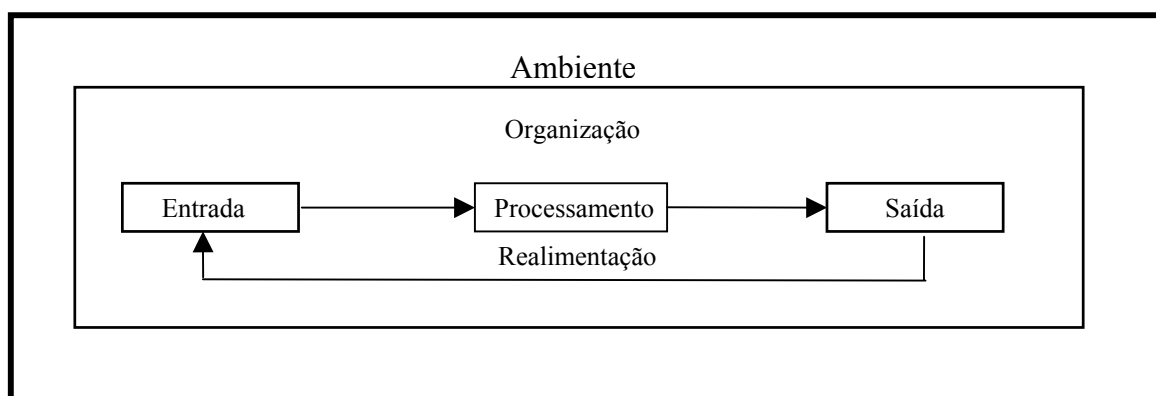 Ambiente
Organização
Entrada
Processamento
Saída
Realimentação